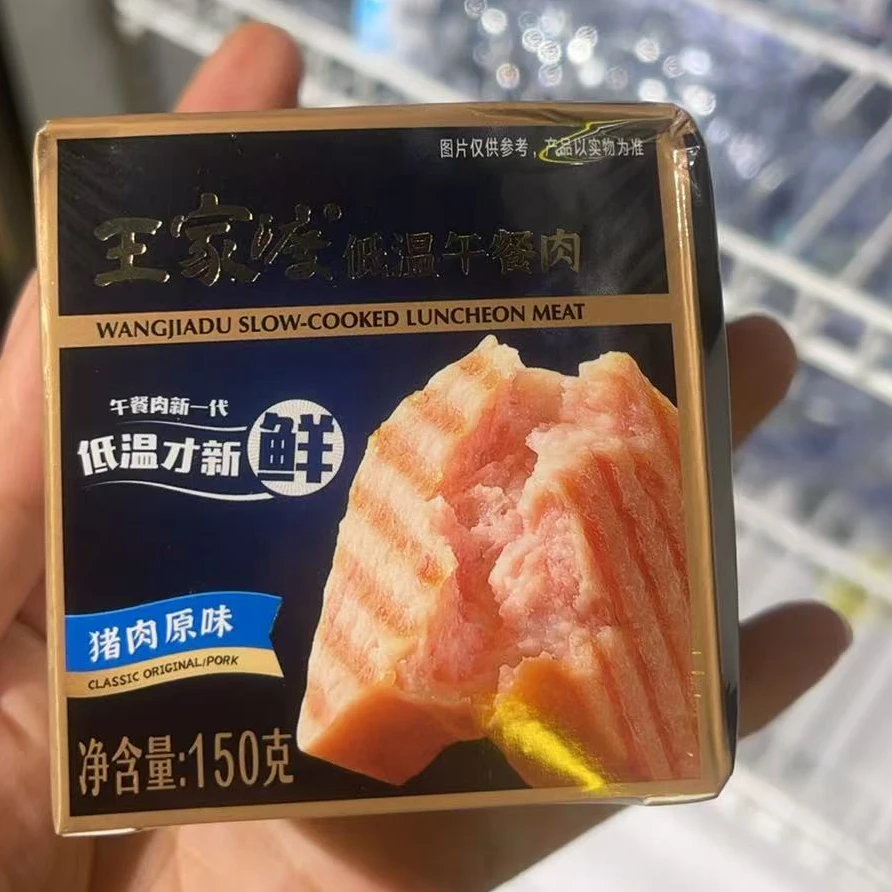 图片仅供参考，产品以实物为准
王家渡低温午餐肉
WANGJIADU SLOW-COOKED LUNCHEON MEAT
午餐肉新一代
低温才新鲜
猪肉原味
CLASSIC ORIGINAL/PORK
净含量:150克